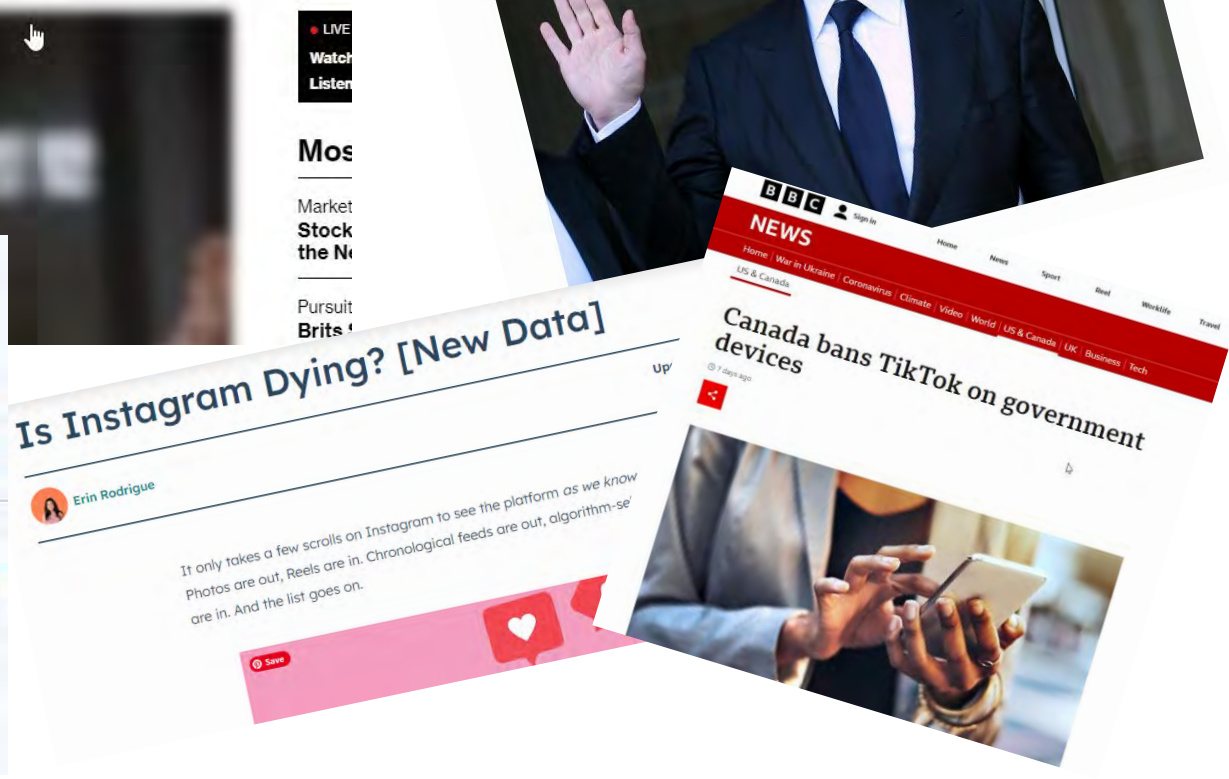 LIVE
Watch
Listen
Mos
Market
Stock
the Ne
Pursuit
Brits
Is Instagram Dying? [New Data]
Up
Erin Rodrigue
It only takes a few scrolls on Instagram to see the platform as we know
Photos are out, Reels are in. Chronological feeds are out, algorithm-se
are in. And the list goes on.
Save
BBC
Sign in
Home
News
Sport
Reel
Worklife
Travel
NEWS
Home | War in Ukraine | Coronavirus | Climate | Video | World | US & Canada | UK | Business | Tech
US & Canada
Canada bans TikTok on government
devices
7 days ago